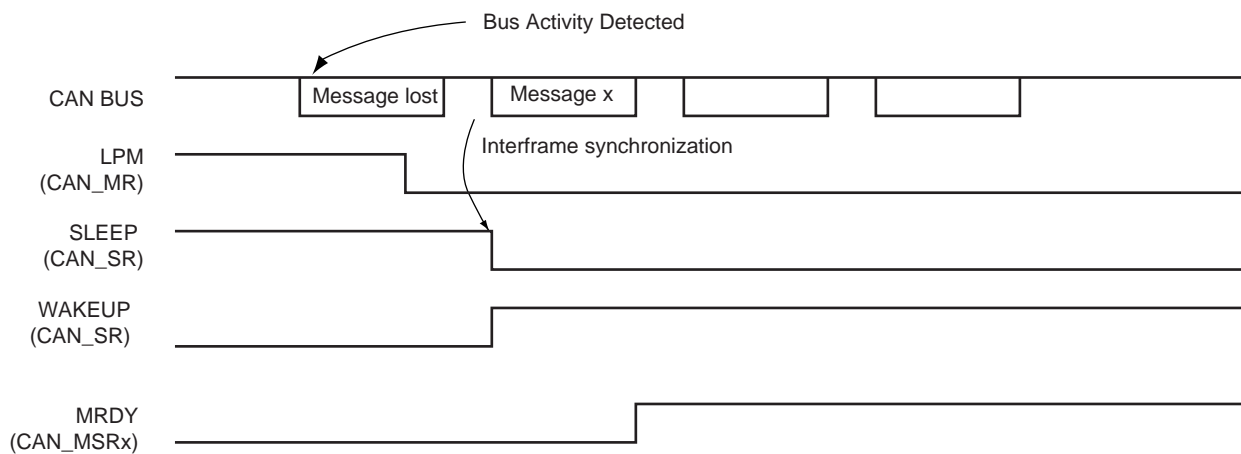 Bus Activity Detected
CAN BUS
Message lost
Message x
LPM
(CAN_MR)
Interframe synchronization
SLEEP
(CAN_SR)
WAKEUP
(CAN_SR)
MRDY
(CAN_MSRx)